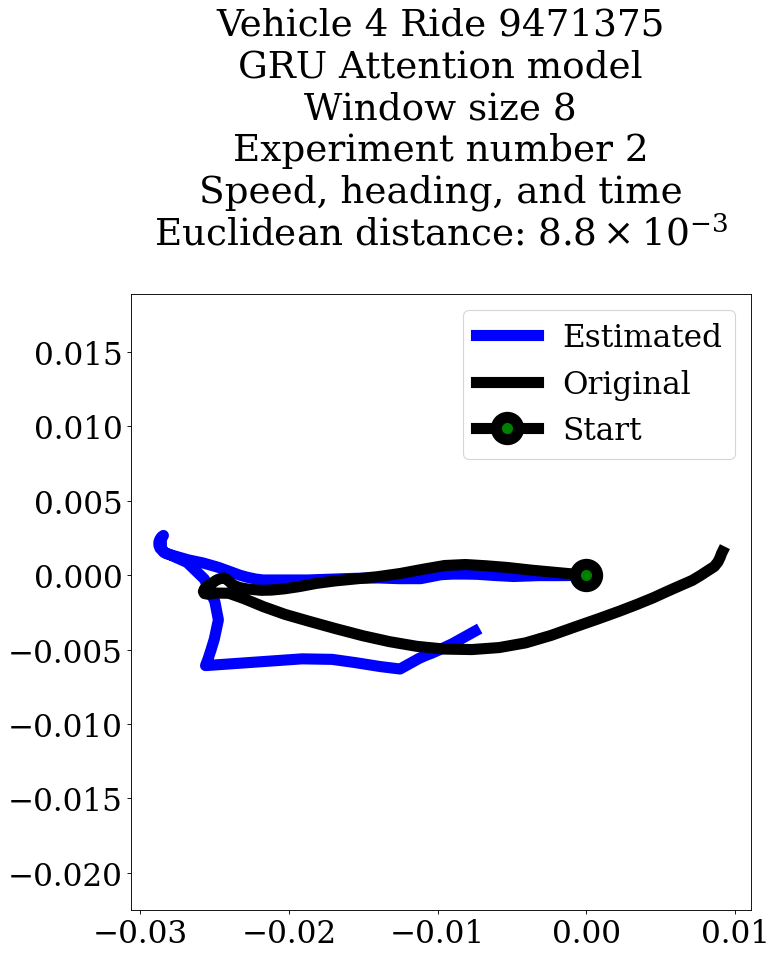 Vehicle 4 Ride 9471375
GRU Attention model
Window size 8
Experiment number 2
Speed, heading, and time
Euclidean distance: 8.8 × 10⁻³
Estimated
Original
Start
0.015
0.010
0.005
0.000
−0.005
−0.010
−0.015
−0.020
−0.03 −0.02 −0.01 0.00 0.01